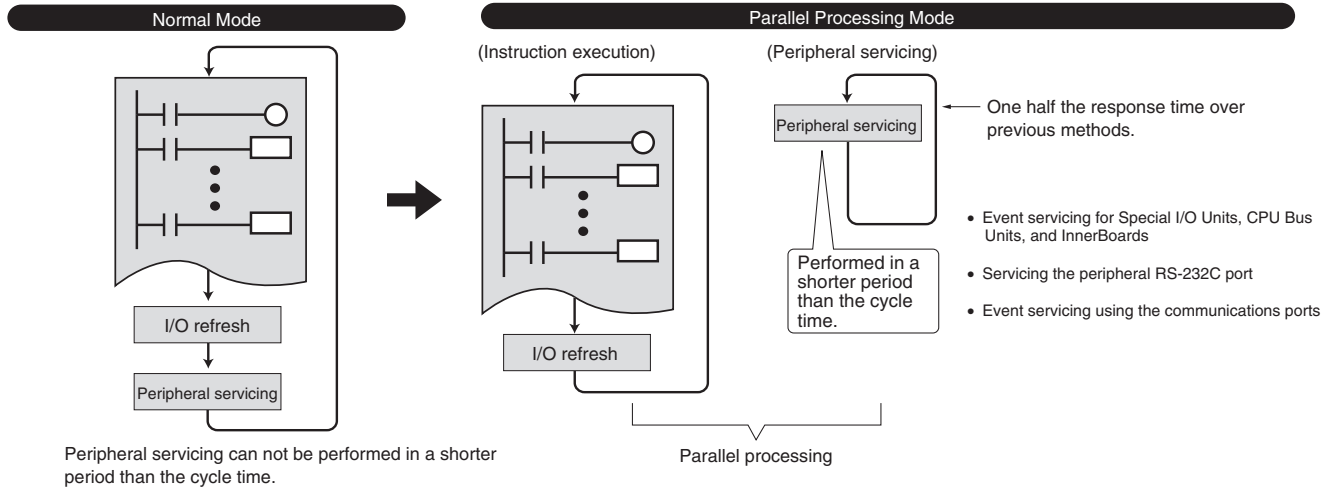 Normal Mode
I/O refresh
Peripheral servicing
Peripheral servicing can not be performed in a shorter
period than the cycle time.
Parallel Processing Mode
(Instruction execution)
I/O refresh
(Peripheral servicing)
Peripheral servicing
Performed in a
shorter period
than the cycle
time.
Parallel processing
One half the response time over
previous methods.
• Event servicing for Special I/O Units, CPU Bus
Units, and InnerBoards
• Servicing the peripheral RS-232C port
• Event servicing using the communications ports